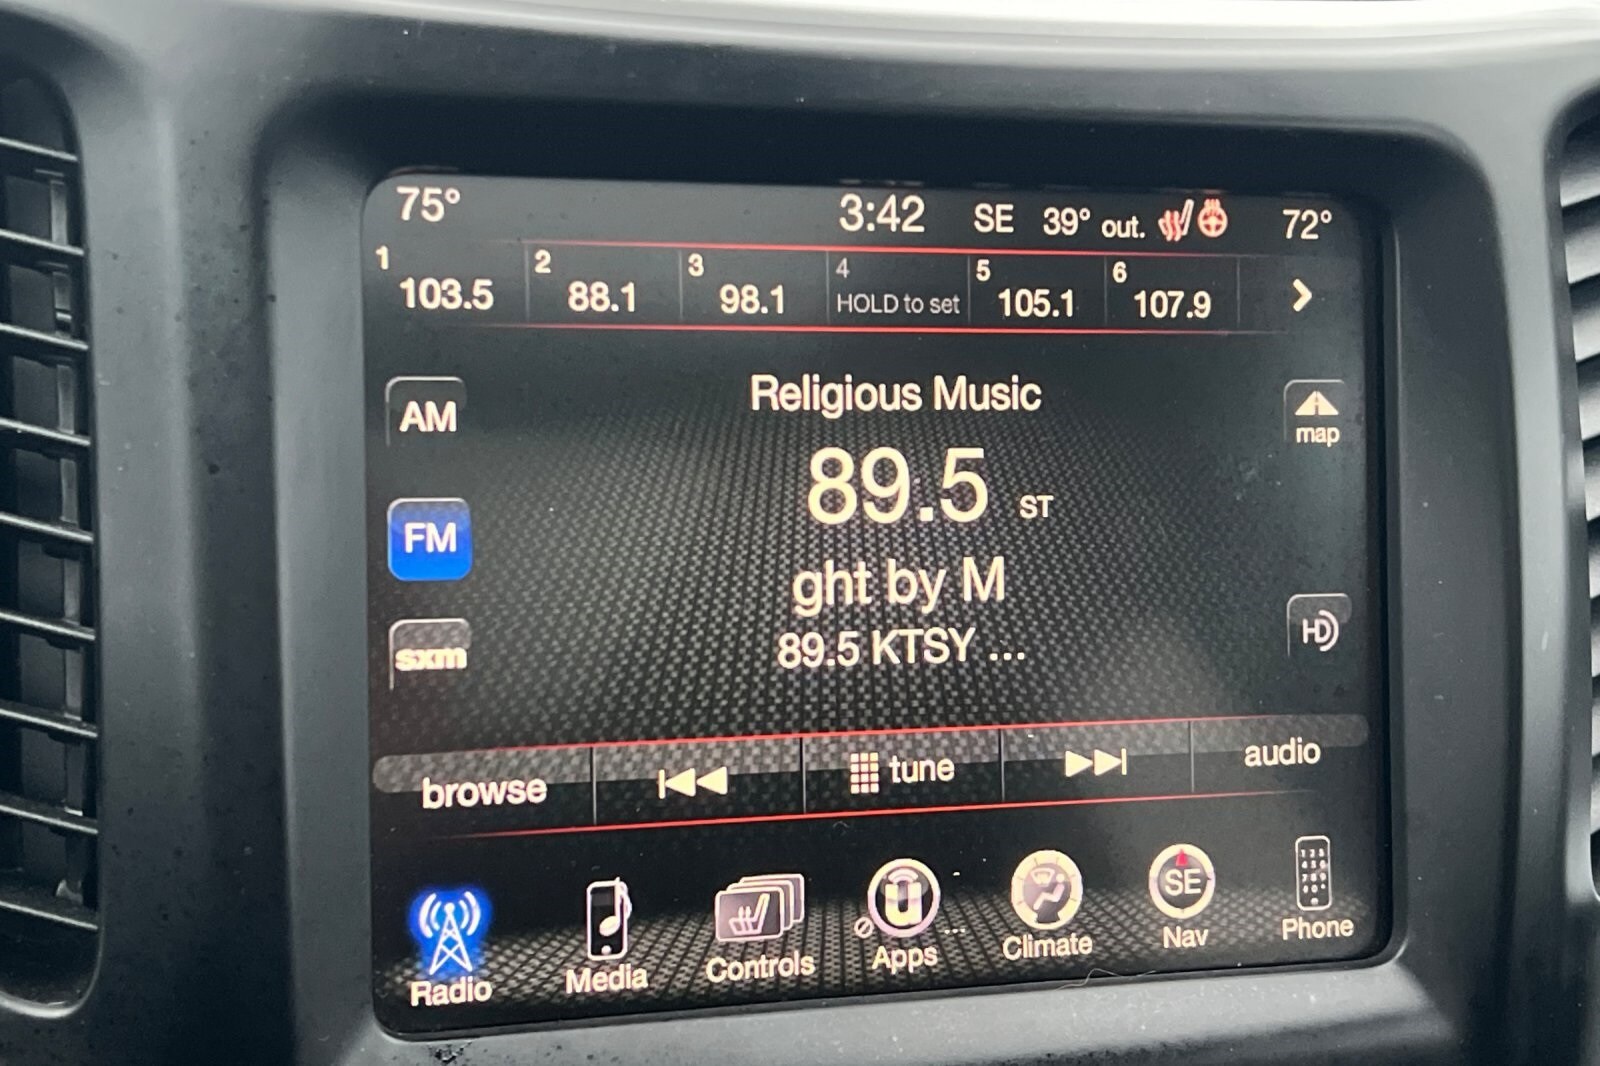 75° 3:42 SE 39° out. 72°
1 103.5 2 88.1 3 98.1 4 HOLD to set 5 105.1 6 107.9
Religious Music
AM
map
89.5 ST
FM
ght by M
HD
89.5 KTSY ...
sxm
browse tune audio
SE
Radio Media Controls Apps ... Climate Nav Phone